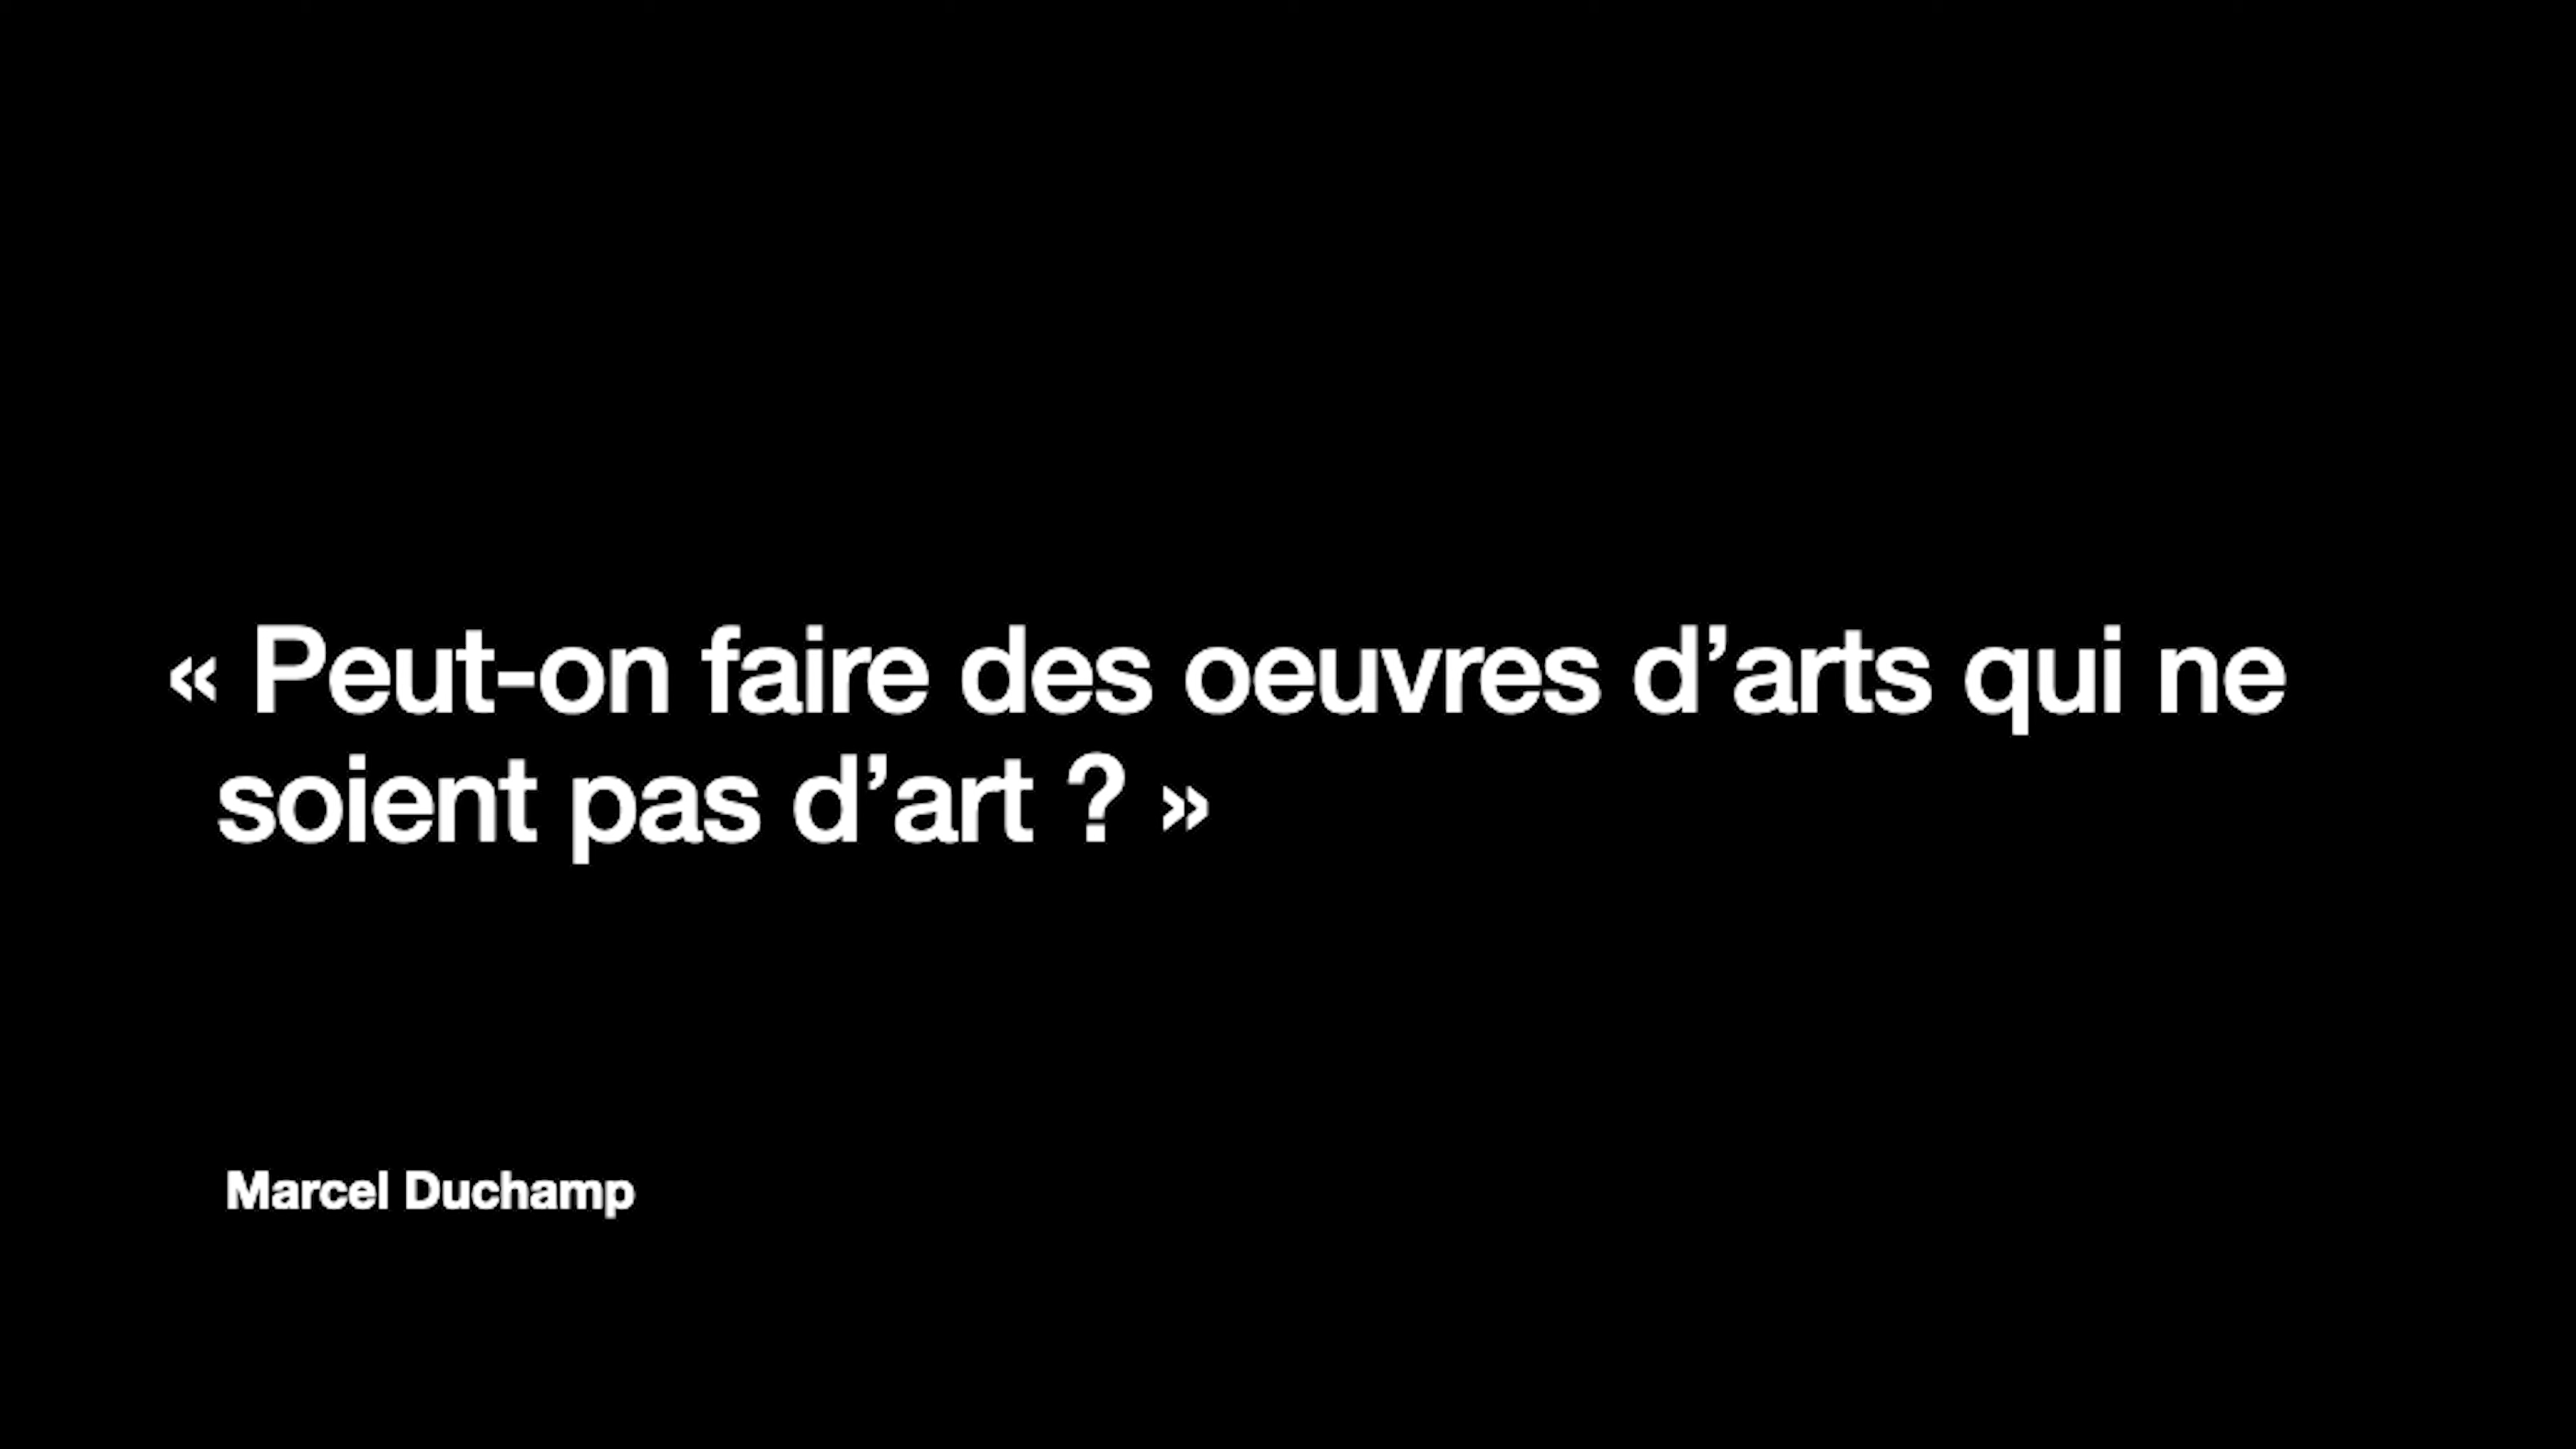 « Peut-on faire des oeuvres d’arts qui ne
soient pas d’art ? »
Marcel Duchamp